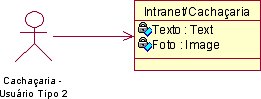 Intranet/Cachaçaria
Texto : Text
Foto : Image
Cachaçaria -
Usuário Tipo 2